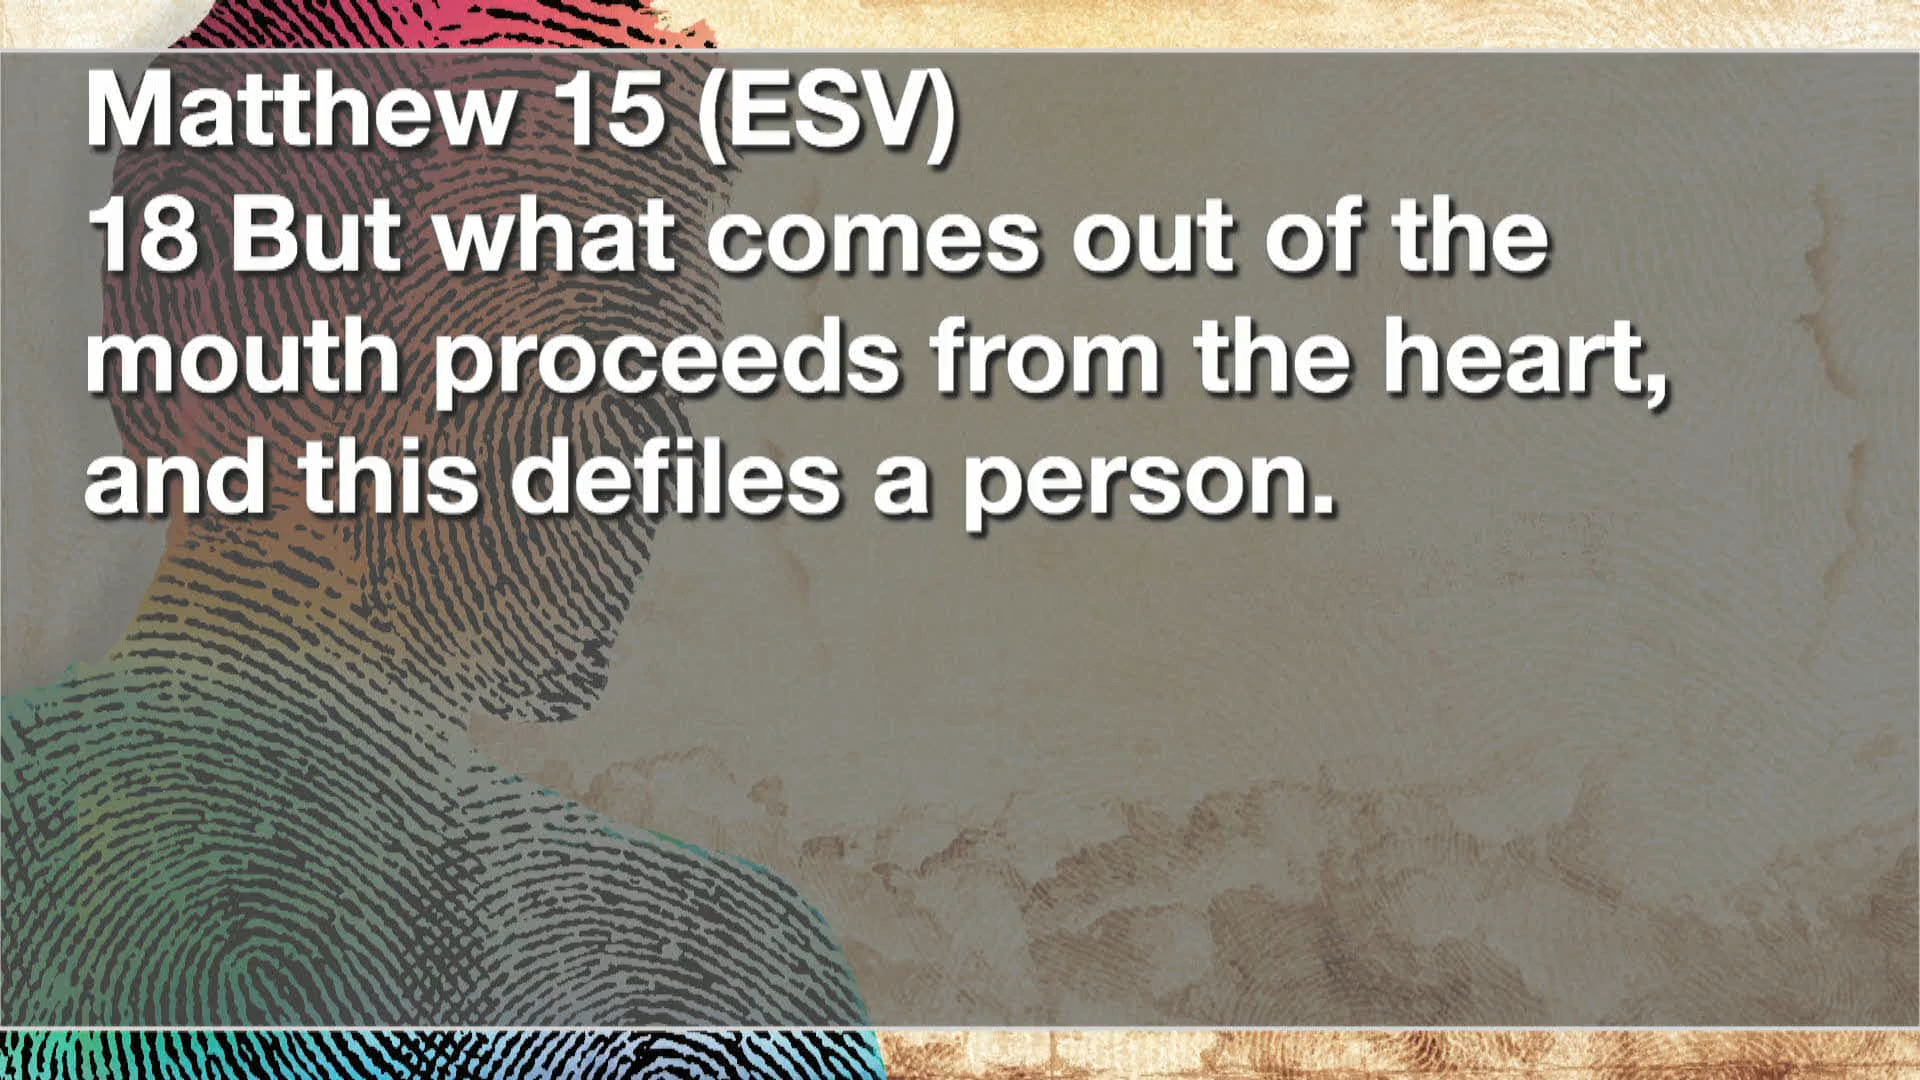 Matthew 15 (ESV)
18 But what comes out of the
mouth proceeds from the heart,
and this defiles a person.